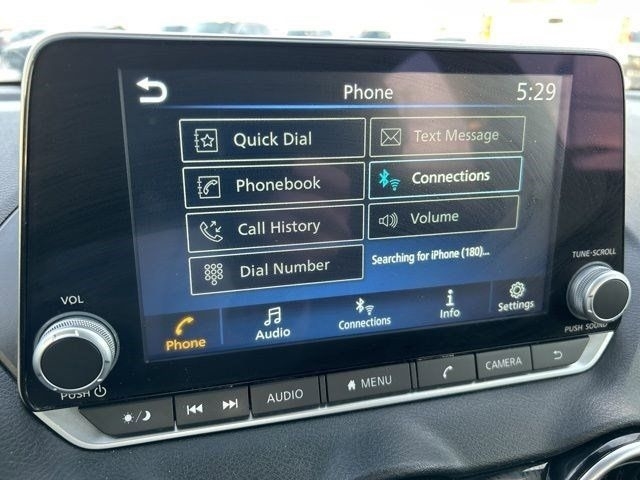 Phone
5:29
Quick Dial
Text Message
Phonebook
Connections
Call History
Volume
Dial Number
Searching for iPhone (180)...
Phone
Audio
Connections
Info
Settings
VOL
PUSH
TUNE·SCROLL
PUSH SOUND
AUDIO
MENU
CAMERA